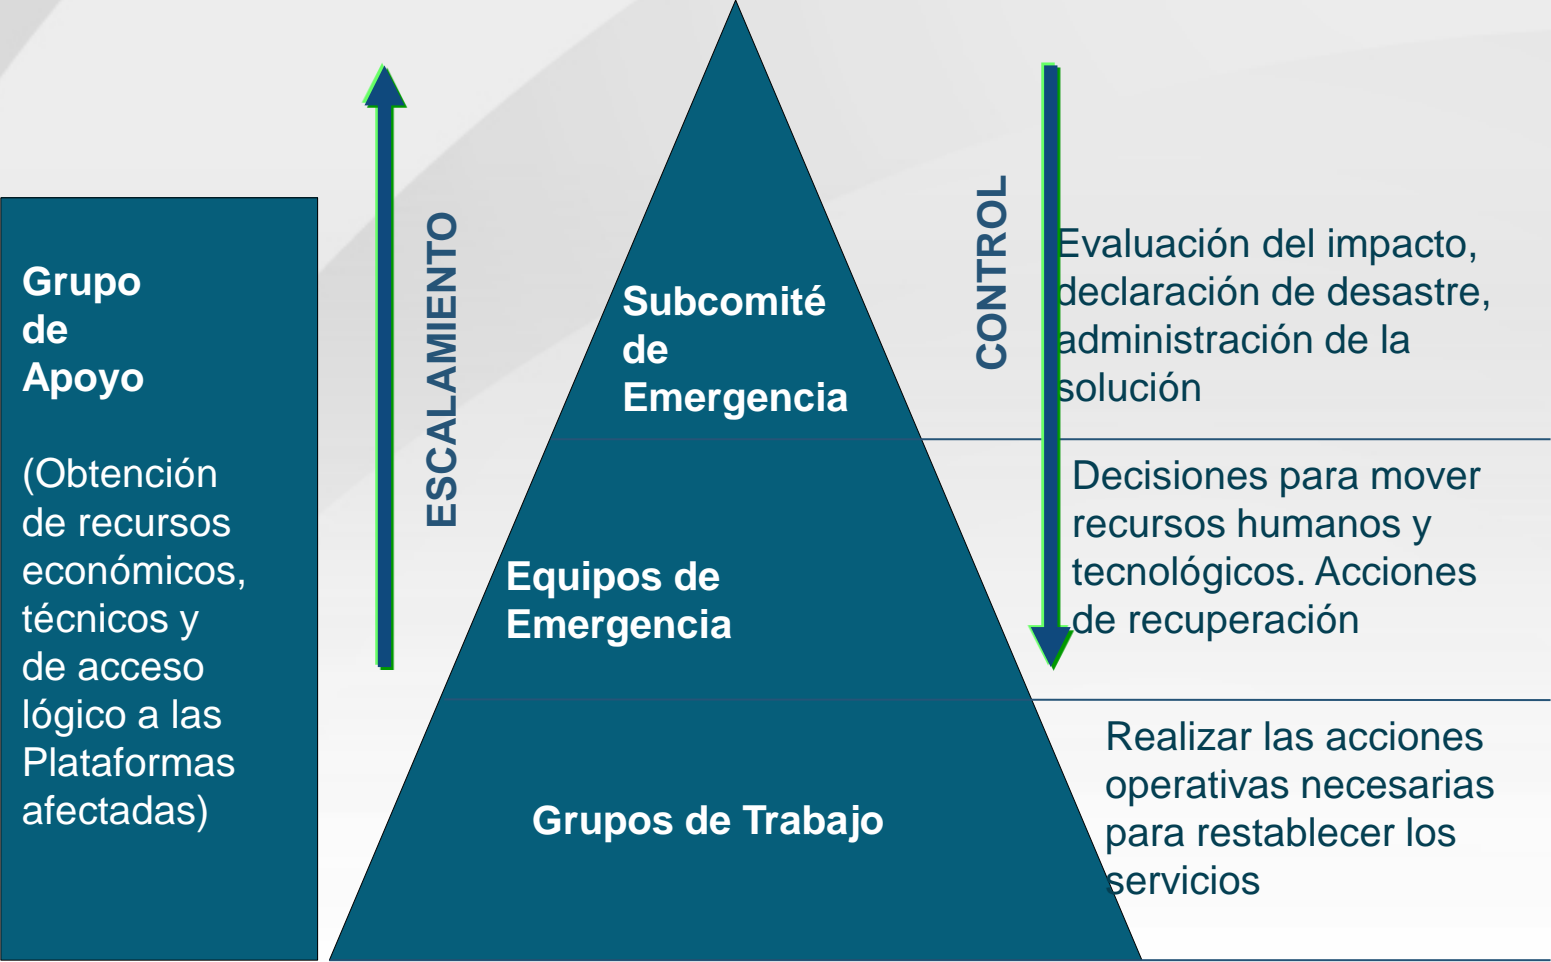 Grupo
de
Apoyo
(Obtención
de recursos
económicos,
técnicos y
de acceso
lógico a las
Plataformas
afectadas)
ESCALAMIENTO
Subcomité
de
Emergencia
Equipos de
Emergencia
Grupos de Trabajo
CONTROL
Evaluación del impacto,
declaración de desastre,
administración de la
solución
Decisiones para mover
recursos humanos y
tecnológicos. Acciones
de recuperación
Realizar las acciones
operativas necesarias
para restablecer los
servicios